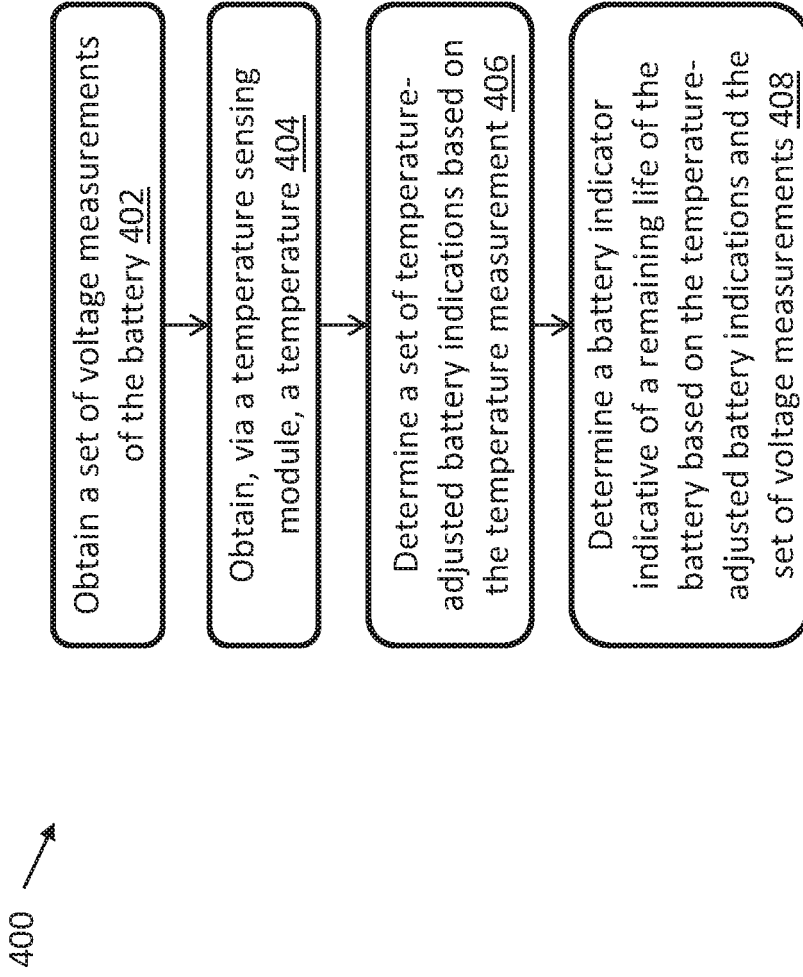 400
Obtain a set of voltage measurements
of the battery 402
Obtain, via a temperature sensing
module, a temperature 404
Determine a set of temperature-
adjusted battery indications based on
the temperature measurement 406
Determine a battery indicator
indicative of a remaining life of the
battery based on the temperature-
adjusted battery indications and the
set of voltage measurements 408